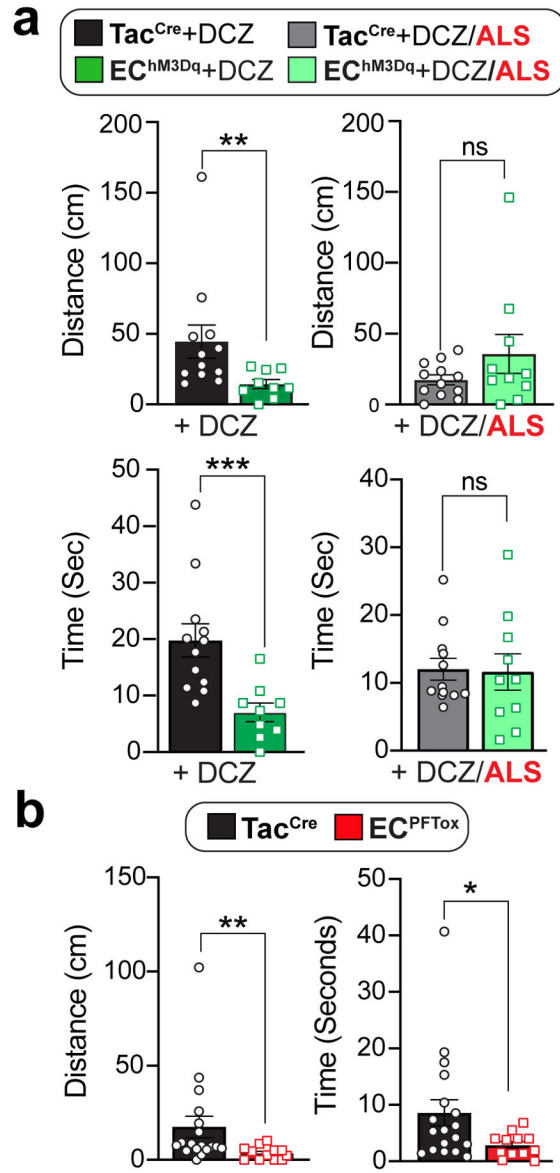 a
Tac^Cre+DCZ Tac^Cre+DCZ/ALS
EC^hM3Dq+DCZ EC^hM3Dq+DCZ/ALS
Distance (cm)
200
150
100
50
0
**
+ DCZ
Distance (cm)
200
150
100
50
0
ns
+ DCZ/ALS
Time (Sec)
50
40
30
20
10
0
***
+ DCZ
Time (Sec)
40
30
20
10
0
ns
+ DCZ/ALS
b
Tac^Cre EC^PFTox
Distance (cm)
150
100
50
0
**
Time (Seconds)
50
40
30
20
10
0
*